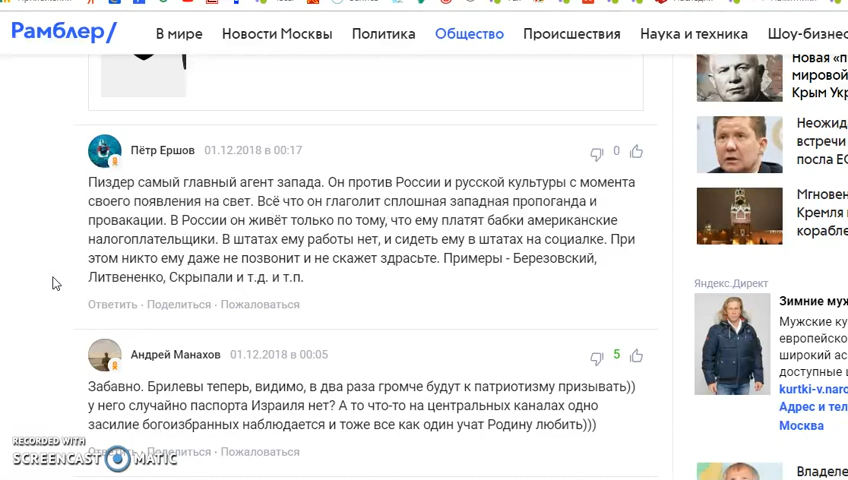 Рамблер/
В мире
Новости Москвы
Политика
Общество
Происшествия
Наука и техника
Шоу-бизнес
Новая «п
мировой
Крым Укр
Неожид
встречи
посла ЕС
Мгновен
Кремля
корабле
Пётр Ершов 01.12.2018 в 00:17
0
Пиздер самый главный агент запада. Он против России и русской культуры с момента
своего появления на свет. Всё что он глаголит сплошная западная пропоганда и
провакации. В России он живёт только по тому, что ему платят бабки американские
налогоплательщики. В штатах ему работы нет, и сидеть ему в штатах на социалке. При
этом никто ему даже не позвонит и не скажет здрасьте. Примеры - Березовский,
Литвененко, Скрыпали и т.д. и т.п.
Ответить · Поделиться · Пожаловаться
Яндекс.Директ
Зимние муж
Мужские ку
европейско
широкий ас
доступные ц
kurtki-v.naro
Адрес и тел
Москва
Андрей Манахов 01.12.2018 в 00:05
5
Забавно. Брилевы теперь, видимо, в два раза громче будут к патриотизму призывать))
у него случайно паспорта Израиля нет? А то что-то на центральных каналах одно
засилие богоизбранных наблюдается и тоже все как один учат Родину любить)))
Ответить · Поделиться · Пожаловаться
RECORDED WITH
SCREENCAST MATIC
Владеле